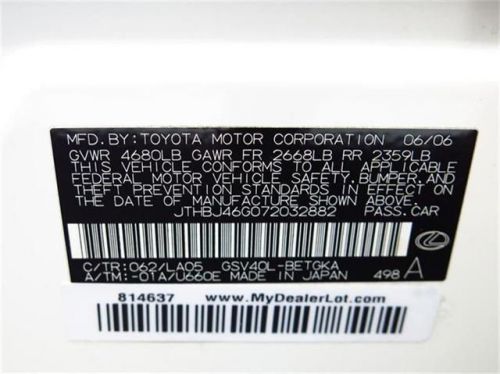 MFD. BY: TOYOTA MOTOR CORPORATION 06/06
GVWR 4680LB GAWR FR 2668LB RR 2359LB
THIS VEHICLE CONFORMS TO ALL APPLICABLE
FEDERAL MOTOR VEHICLE SAFETY, BUMPER, AND
THEFT PREVENTION STANDARDS IN EFFECT ON
THE DATE OF MANUFACTURE SHOWN ABOVE.
JTHBJ46G072032882 PASS. CAR
C/TR: 062/LA05 GSV40L-BETGKA
A/TM: -01A/U660E MADE IN JAPAN 498 A
814637 www.MyDealerLot.com